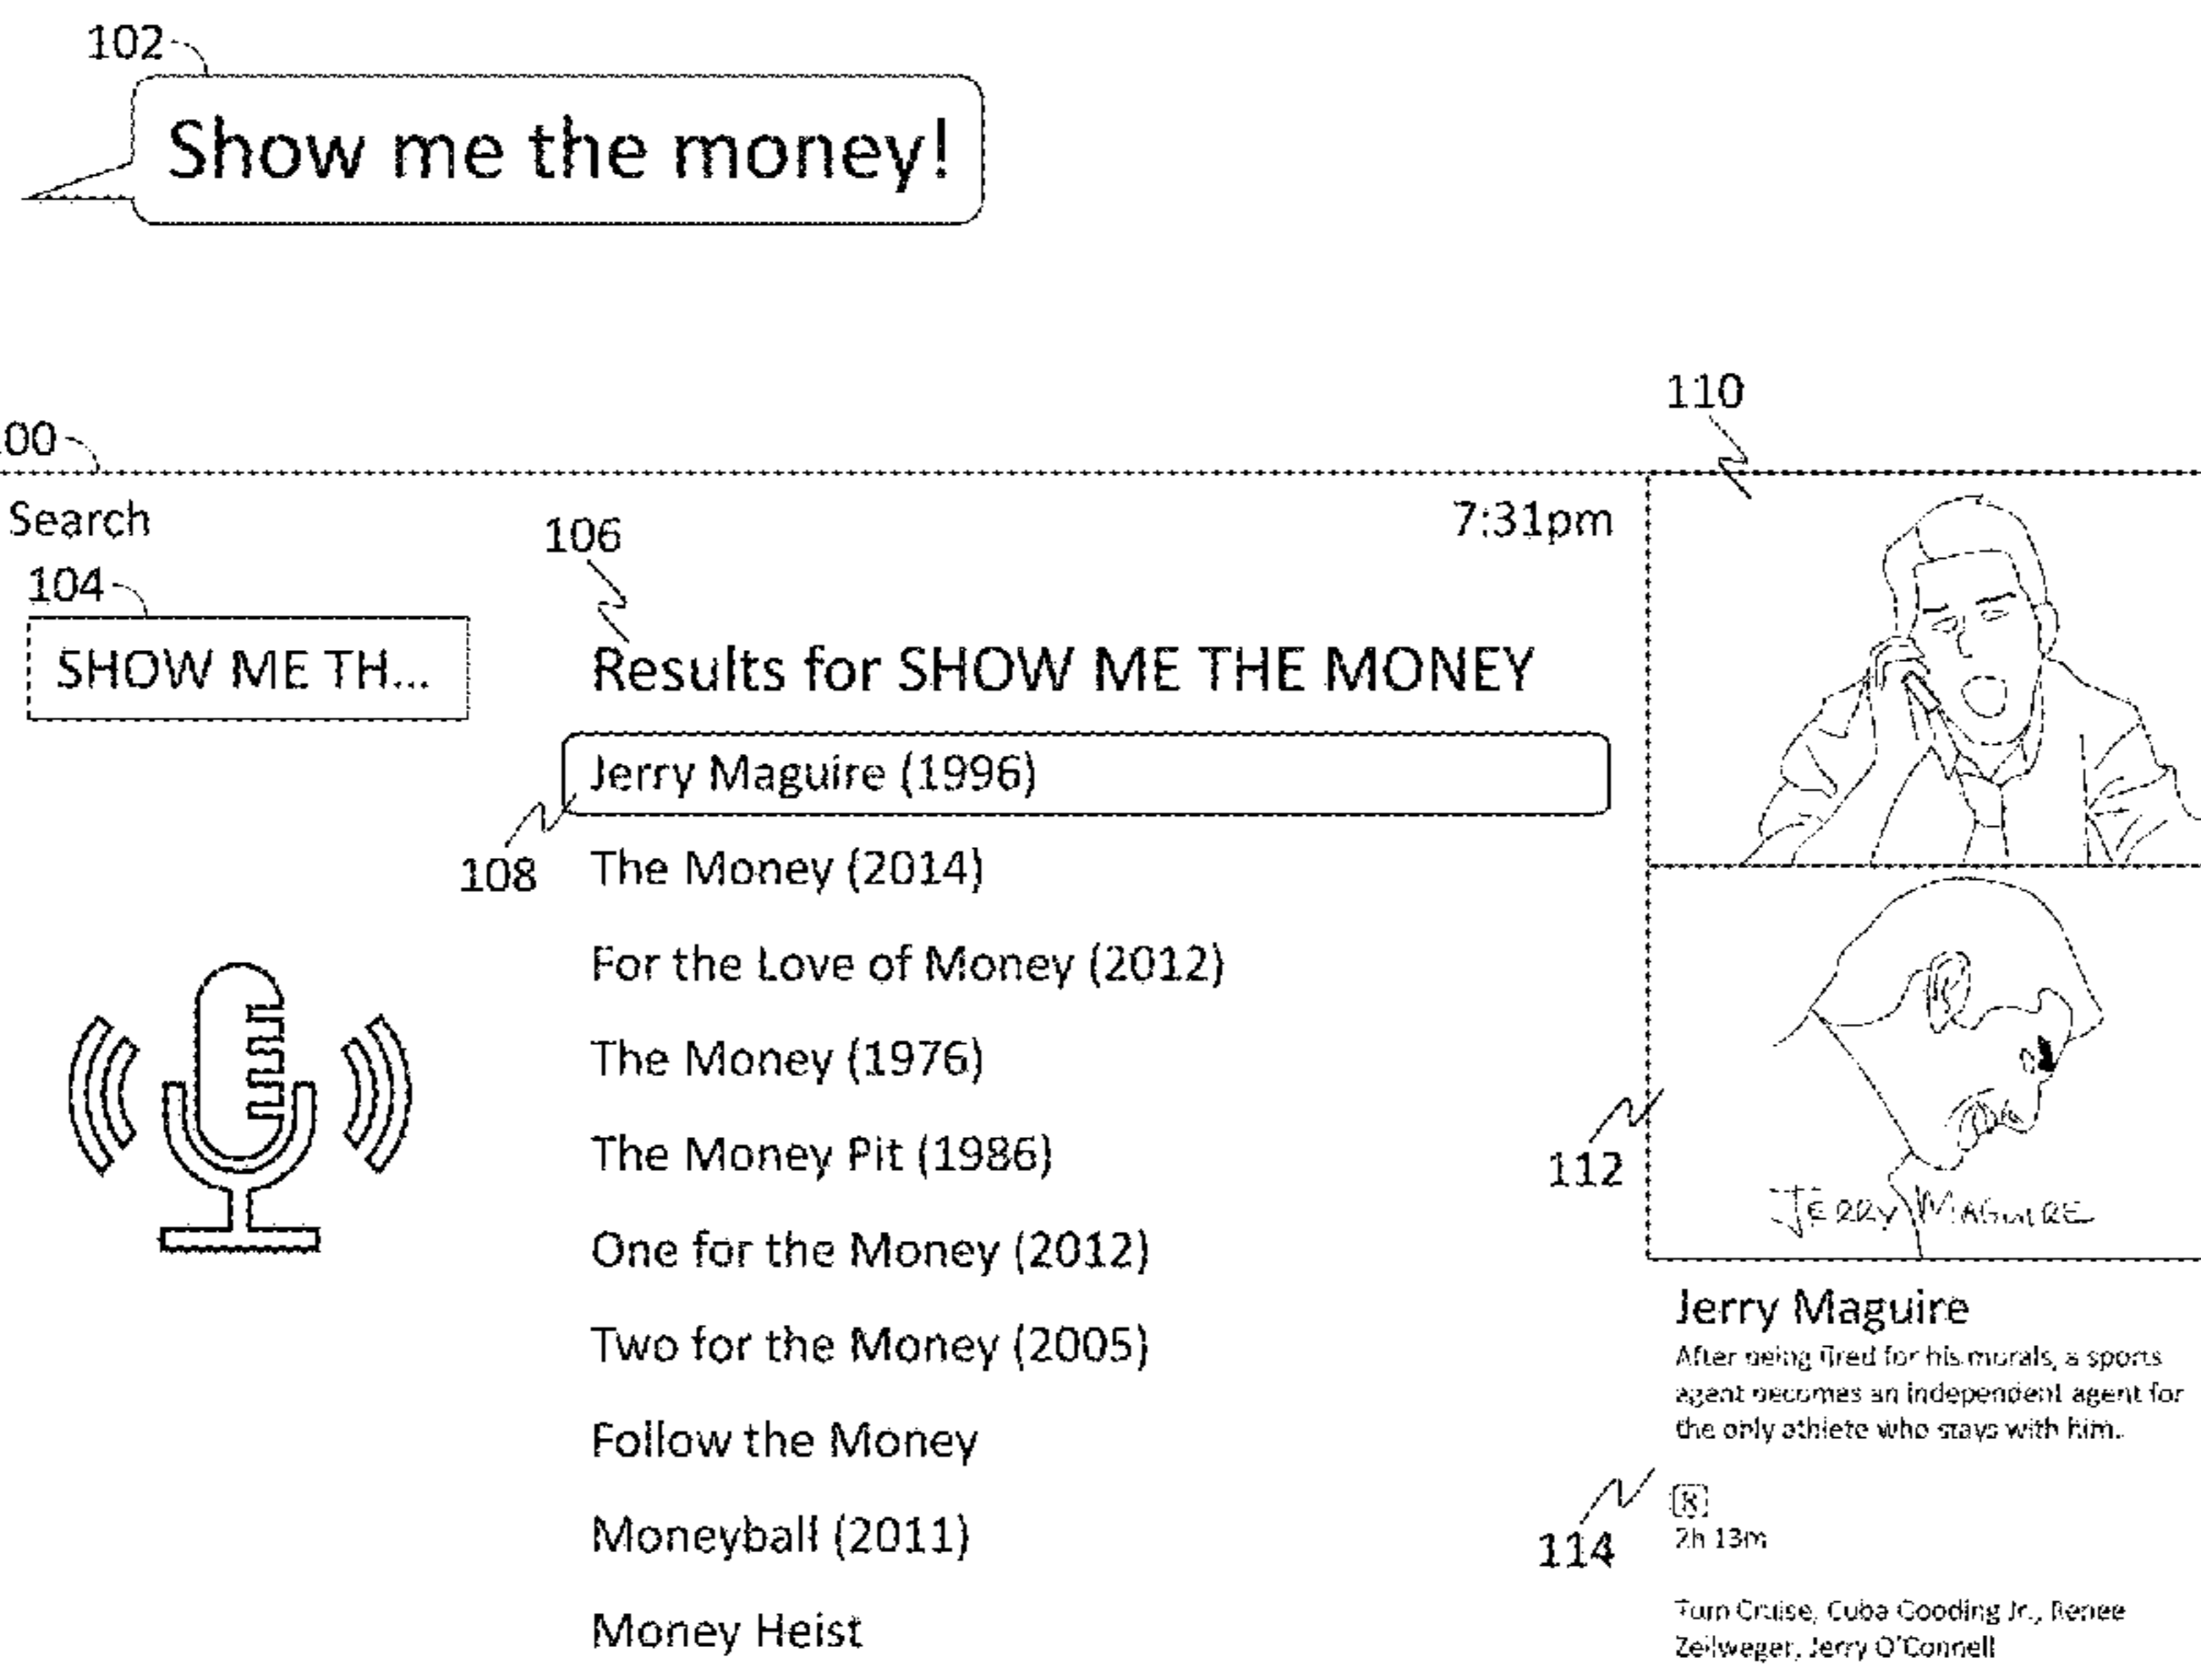 102
Show me the money!
110
00
Search
106
7:31pm
104
SHOW ME TH...
Results for SHOW ME THE MONEY
Jerry Maguire (1996)
108
The Money (2014)
For the Love of Money (2012)
The Money (1976)
The Money Pit (1986)
112
One for the Money (2012)
JERRY MAGUIRE
Two for the Money (2005)
Follow the Money
Moneyball (2011)
Money Heist
Jerry Maguire
After being fired for his morals, a sports
agent becomes an independent agent for
the only athlete who stays with him.
114
R
2h 13m
Tom Cruise, Cuba Gooding Jr., Renee
Zellweger, Jerry O'Connell